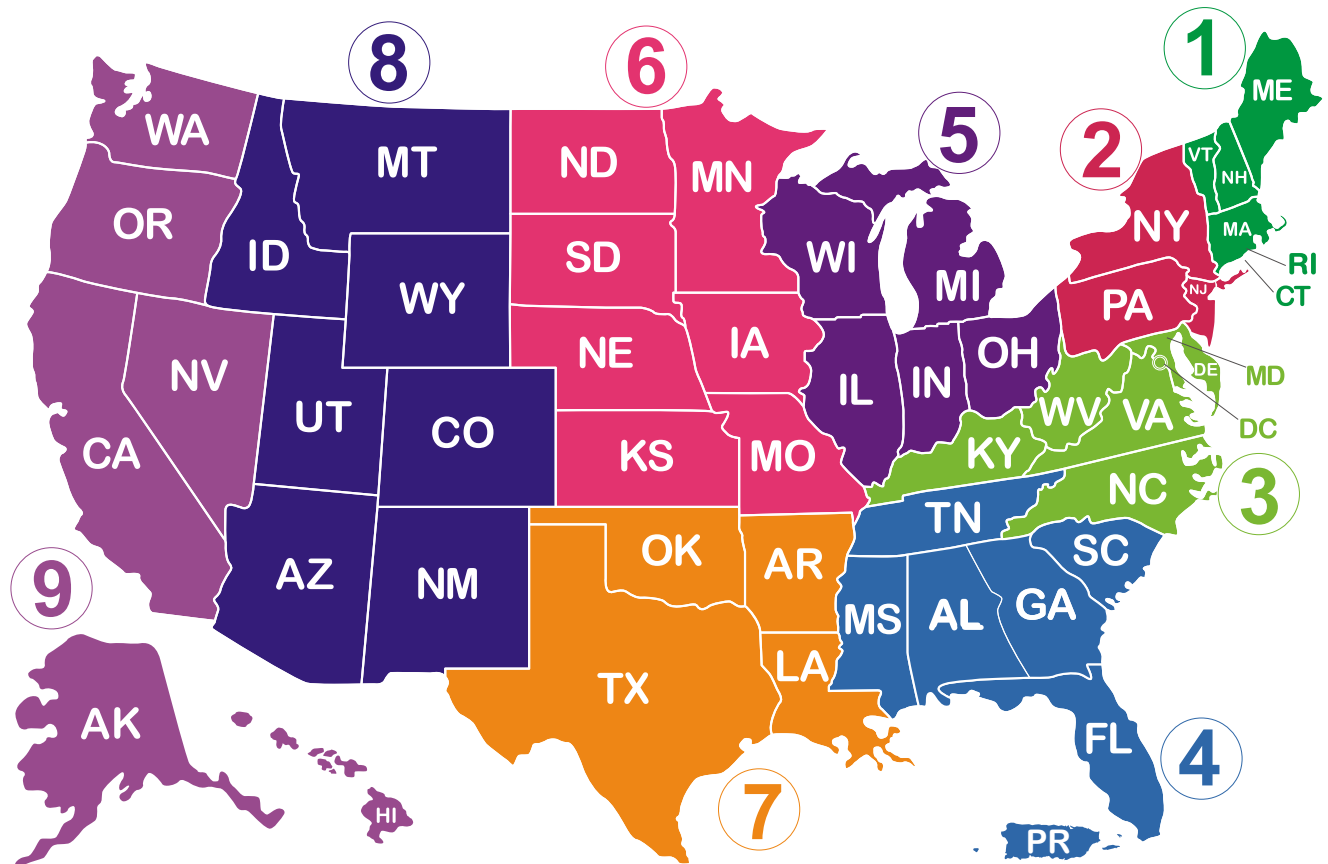 1
8
6
ME
5
WA
2
VT
MT
ND
MN
NH
OR
NY
MA
ID
SD
WI
RI
WY
MI
NJ
CT
PA
IA
NE
OH
NV
DE
MD
IL
IN
UT
WV
VA
CO
DC
CA
KS
MO
KY
NC
3
TN
OK
SC
AR
AZ
NM
9
GA
MS
AL
LA
TX
AK
FL
4
7
HI
PR